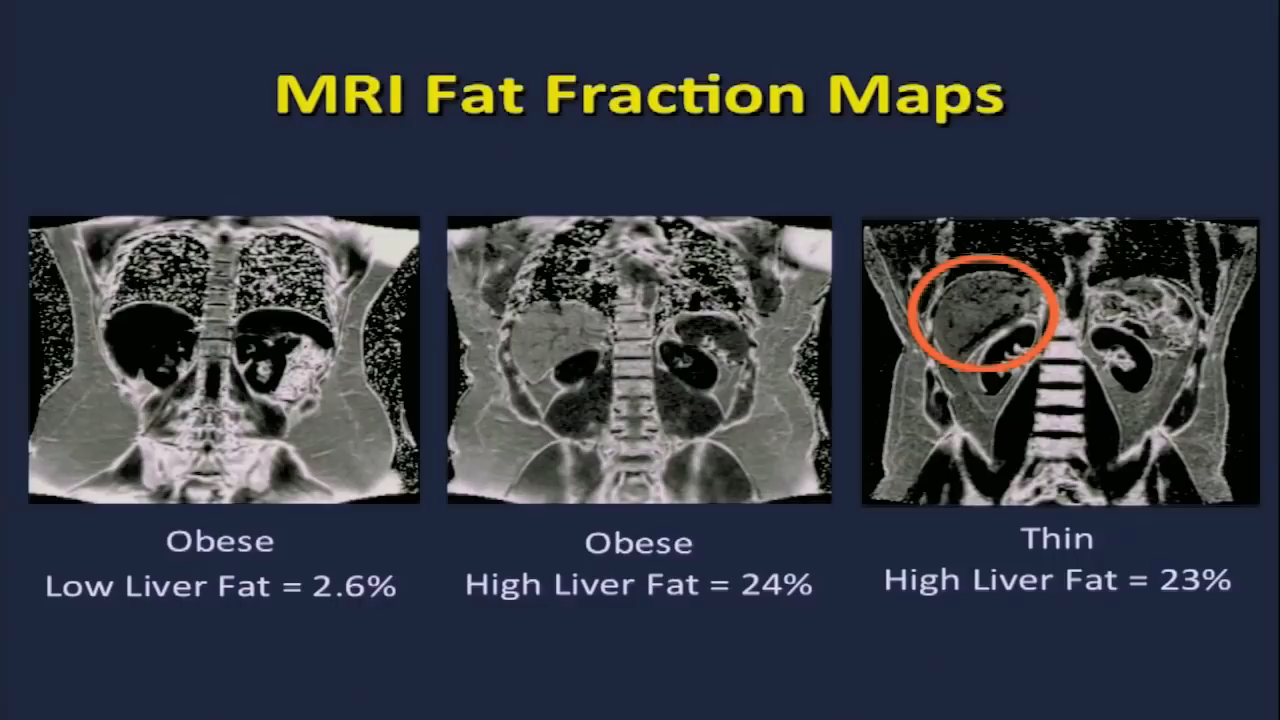 MRI Fat Fraction Maps
Obese
Low Liver Fat = 2.6%
Obese
High Liver Fat = 24%
Thin
High Liver Fat = 23%